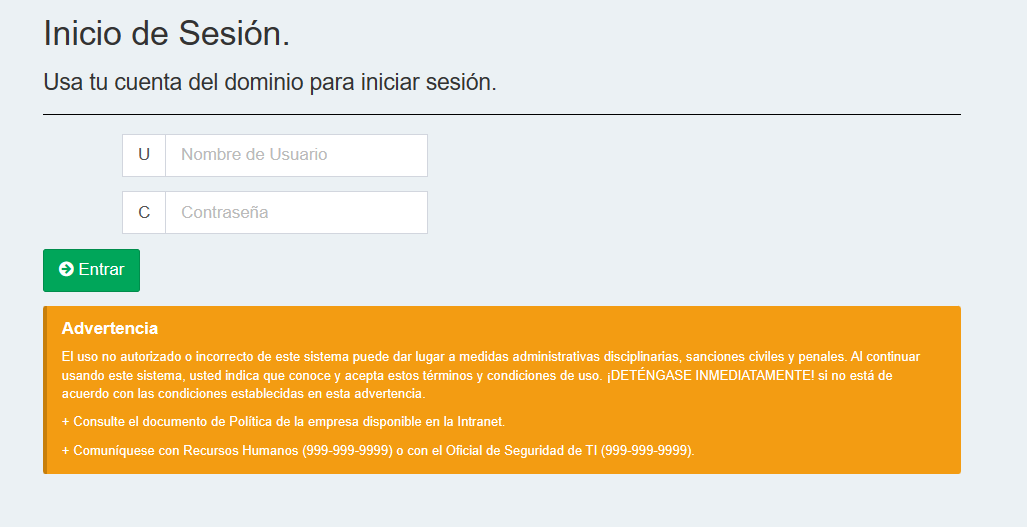 Inicio de Sesión.
Usa tu cuenta del dominio para iniciar sesión.
U Nombre de Usuario
C Contraseña
Entrar
Advertencia
El uso no autorizado o incorrecto de este sistema puede dar lugar a medidas administrativas disciplinarias, sanciones civiles y penales. Al continuar
usando este sistema, usted indica que conoce y acepta estos términos y condiciones de uso. ¡DETÉNGASE INMEDIATAMENTE! si no está de
acuerdo con las condiciones establecidas en esta advertencia.
+ Consulte el documento de Política de la empresa disponible en la Intranet.
+ Comuníquese con Recursos Humanos (999-999-9999) o con el Oficial de Seguridad de TI (999-999-9999).